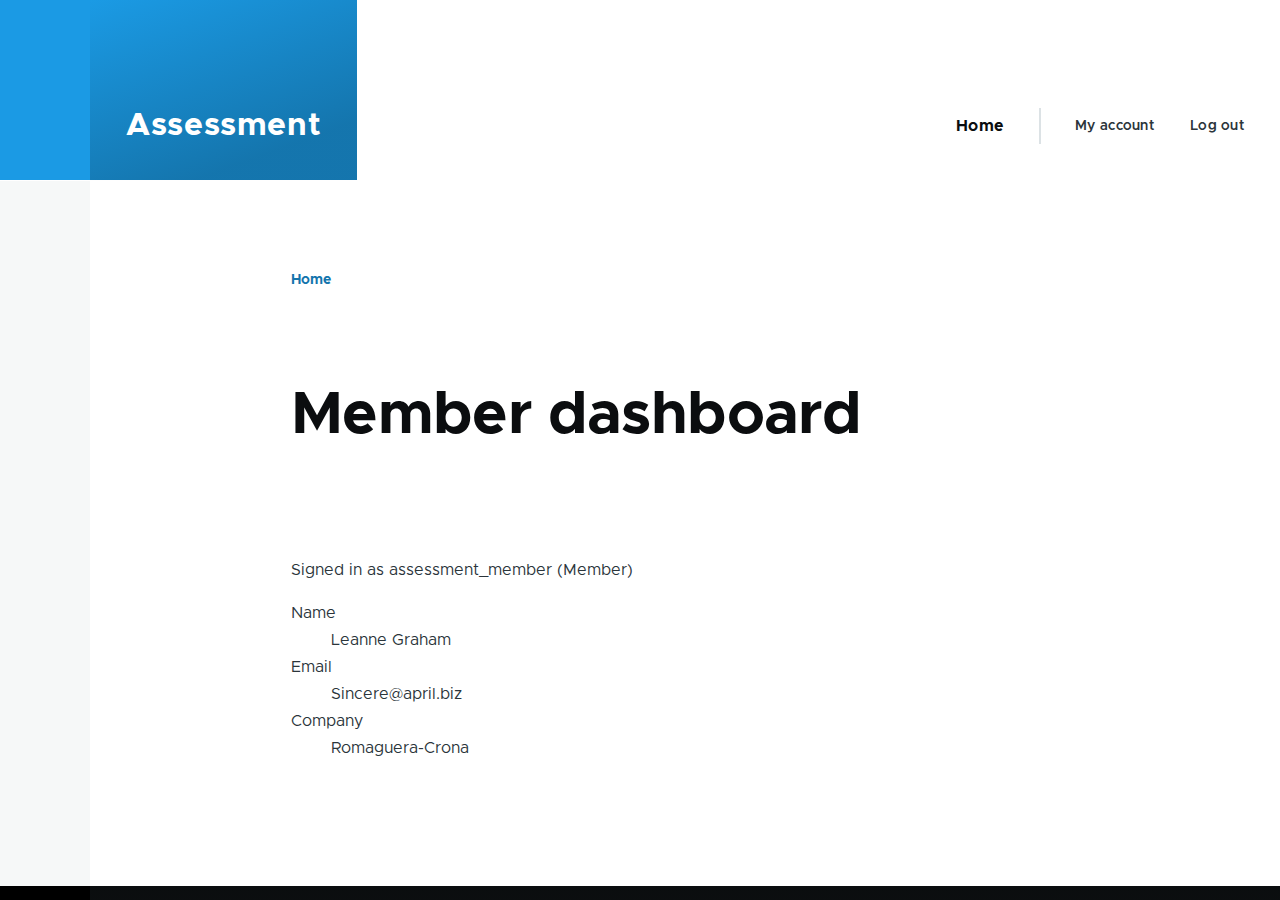 Assessment
Home
My account
Log out
Home
Member dashboard
Signed in as assessment_member (Member)
Name
Leanne Graham
Email
Sincere@april.biz
Company
Romaguera-Crona